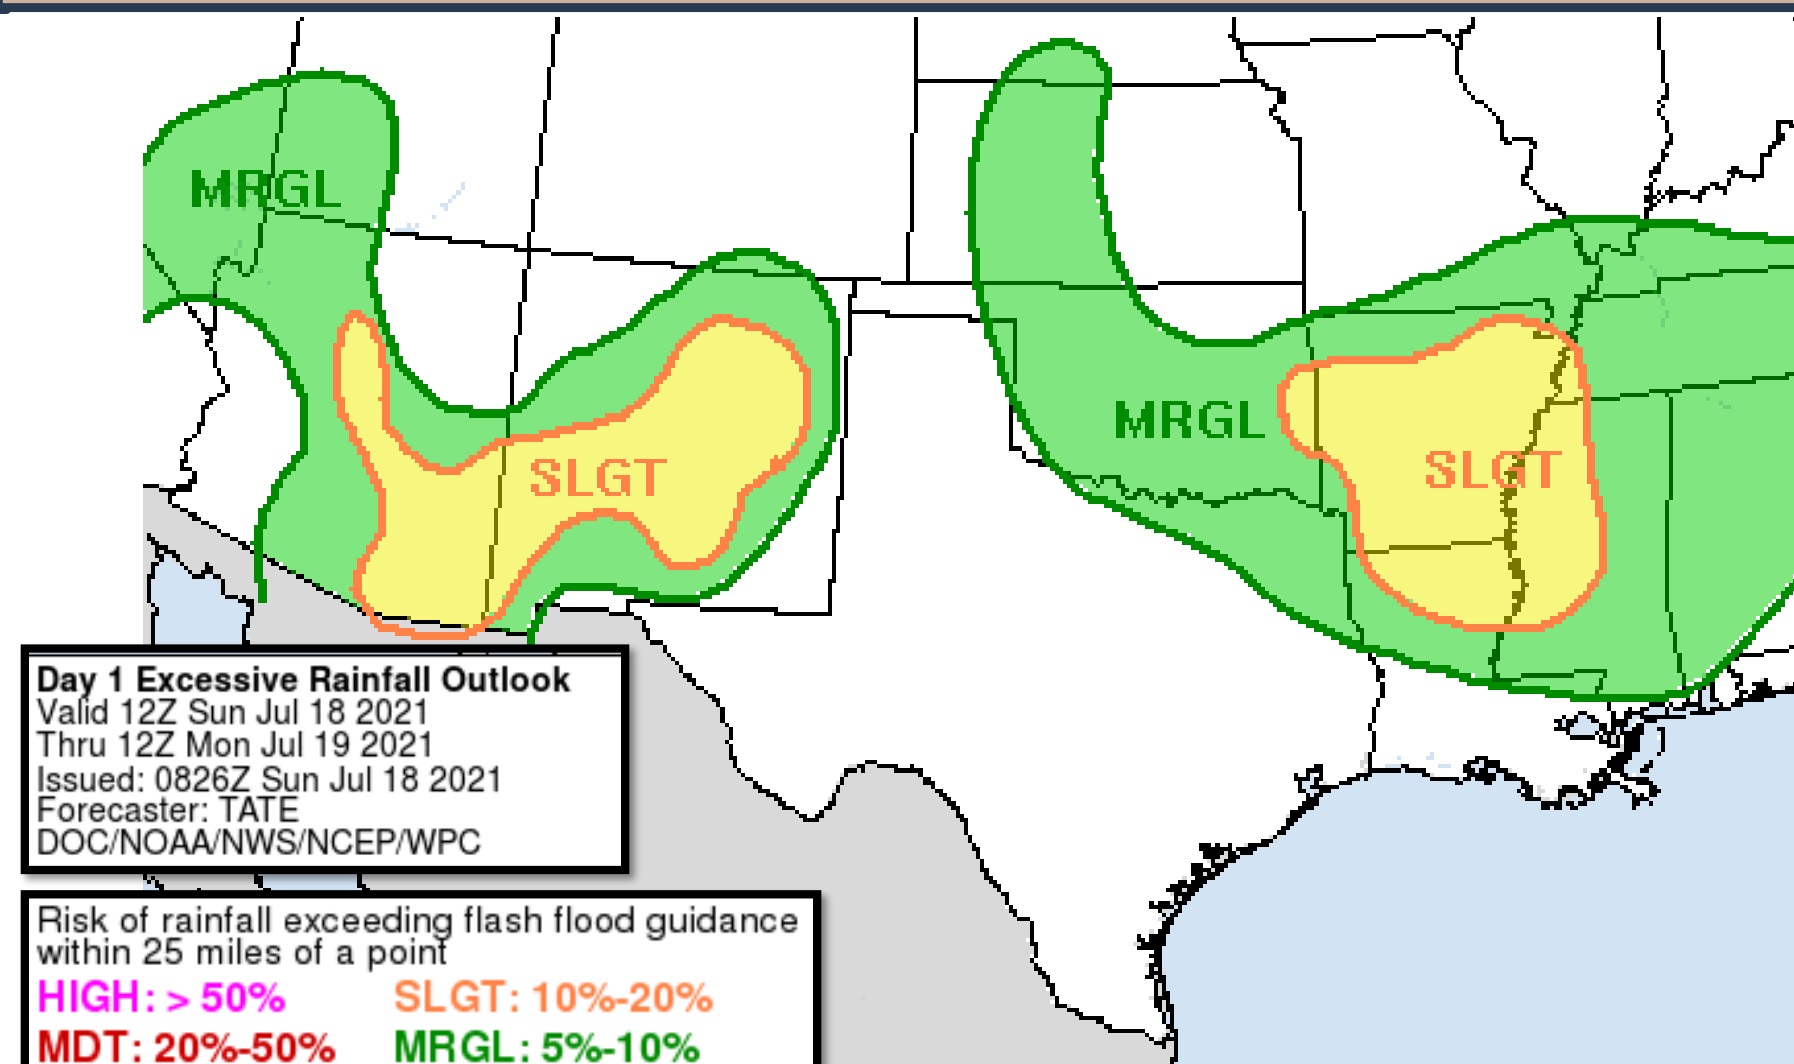 MRGL
MRGL
SLGT
SLGT
Day 1 Excessive Rainfall Outlook
Valid 12Z Sun Jul 18 2021
Thru 12Z Mon Jul 19 2021
Issued: 0826Z Sun Jul 18 2021
Forecaster: TATE
DOC/NOAA/NWS/NCEP/WPC
Risk of rainfall exceeding flash flood guidance
within 25 miles of a point
HIGH: > 50% SLGT: 10%-20%
MDT: 20%-50% MRGL: 5%-10%